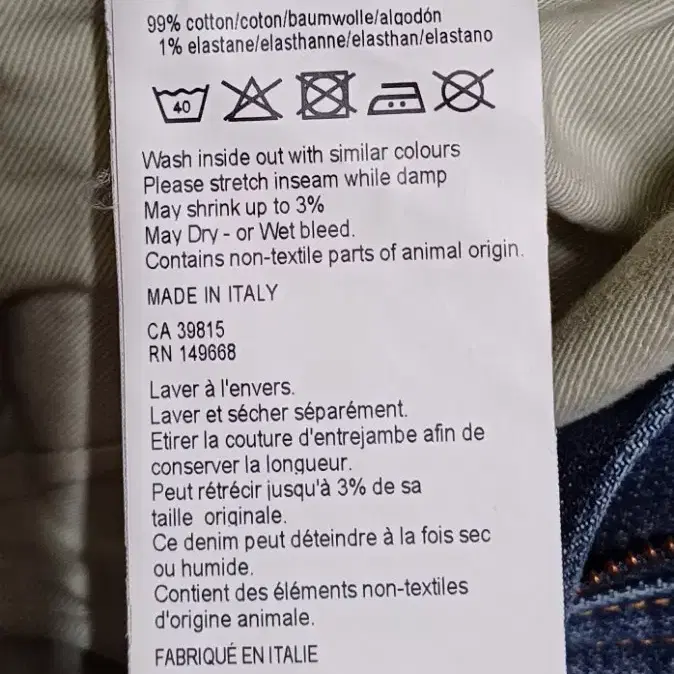 99% cotton/coton/baumwolle/algodón
1% elastane/elasthanne/elasthan/elastano
40
Wash inside out with similar colours
Please stretch inseam while damp
May shrink up to 3%
May Dry - or Wet bleed.
Contains non-textile parts of animal origin.
MADE IN ITALY
CA 39815
RN 149668
Laver à l'envers.
Laver et sécher séparément.
Etirer la couture d'entrejambe afin de
conserver la longueur.
Peut rétrécir jusqu'à 3% de sa
taille originale.
Ce denim peut déteindre à la fois sec
ou humide.
Contient des éléments non-textiles
d'origine animale.
FABRIQUÉ EN ITALIE